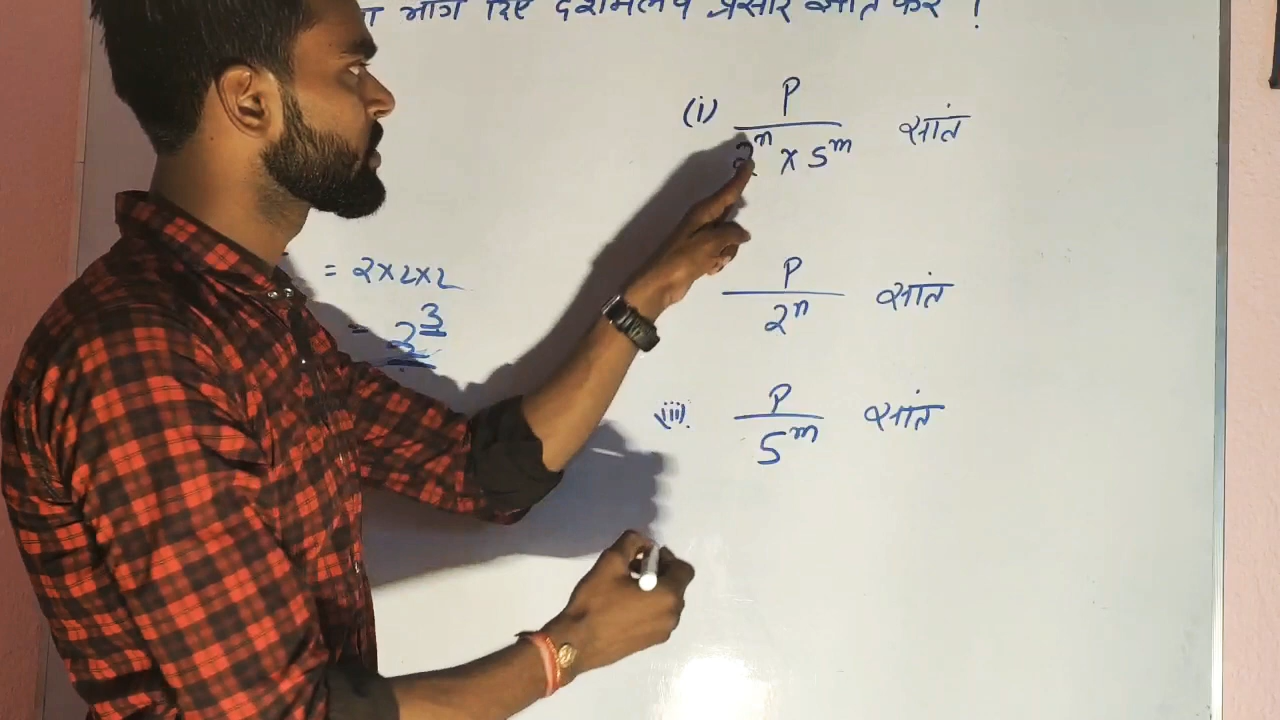 भाग दिए दशमलव प्रसार ज्ञात करें !
(i) P / 2ⁿ × 5ᵐ सांत
= 2×2×2
= 2³
P / 2ⁿ सांत
(iii). P / 5ᵐ सांत